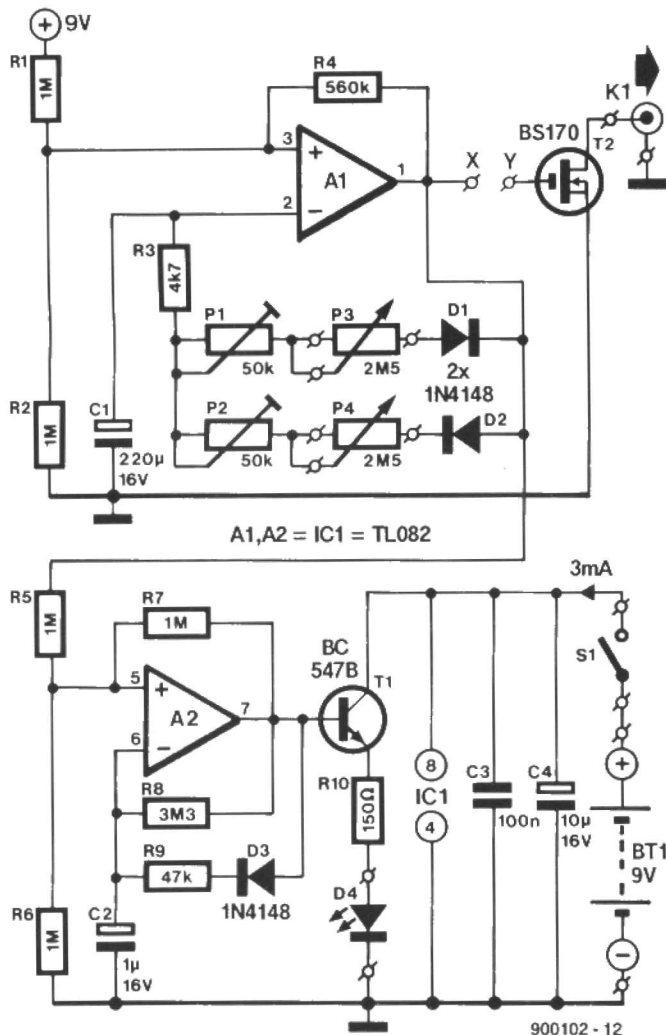 9V
R1
1M
R4
560k
K1
BS170
T2
3
+
A1
1
X
Y
2
−
R3
4k7
P1
50k
P3
2M5
D1
2x
1N4148
R2
1M
C1
220µ
16V
P2
50k
P4
2M5
D2
A1,A2 = IC1 = TL082
R5
1M
R7
1M
BC
547B
T1
3mA
S1
5
+
A2
7
6
−
R8
3M3
R9
47k
D3
1N4148
R10
150Ω
8
IC1
4
C3
100n
C4
10µ
16V
+
BT1
9V
−
D4
R6
1M
C2
1µ
16V
900102 - 12